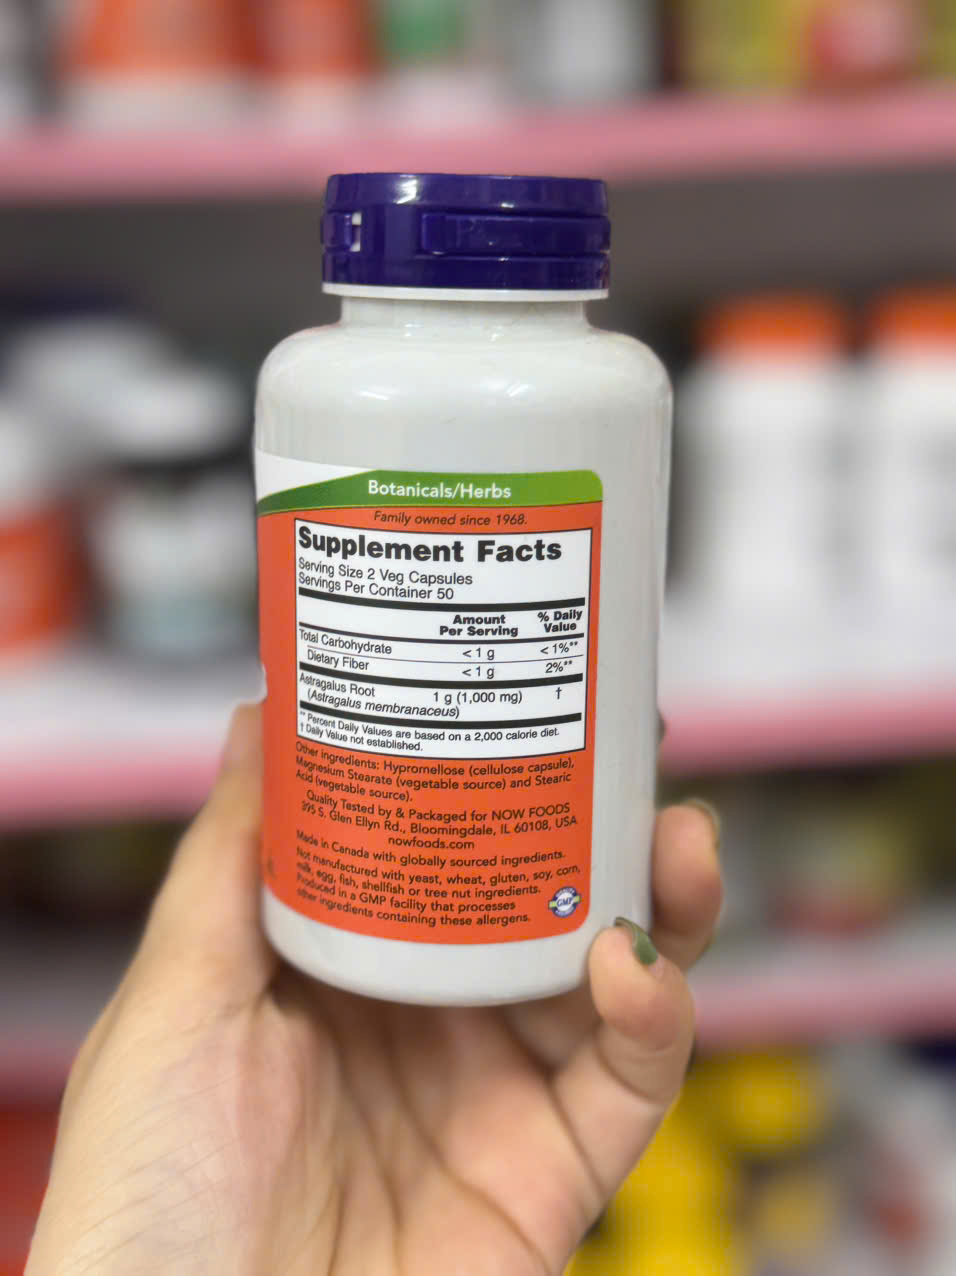 Botanicals/Herbs
Family owned since 1968.
Supplement Facts
Serving Size 2 Veg Capsules
Servings Per Container 50
Amount Per Serving
% Daily Value
Total Carbohydrate < 1 g < 1%**
Dietary Fiber < 1 g 2%**
Astragalus Root 1 g (1,000 mg) †
(Astragalus membranaceus)
** Percent Daily Values are based on a 2,000 calorie diet.
† Daily Value not established.
Other ingredients: Hypromellose (cellulose capsule),
Magnesium Stearate (vegetable source) and Stearic
Acid (vegetable source).
Quality Tested by & Packaged for NOW FOODS
395 S. Glen Ellyn Rd., Bloomingdale, IL 60108, USA
nowfoods.com
Made in Canada with globally sourced ingredients.
Not manufactured with yeast, wheat, gluten, soy, corn,
milk, egg, fish, shellfish or tree nut ingredients.
Produced in a GMP facility that processes
other ingredients containing these allergens.
GMP